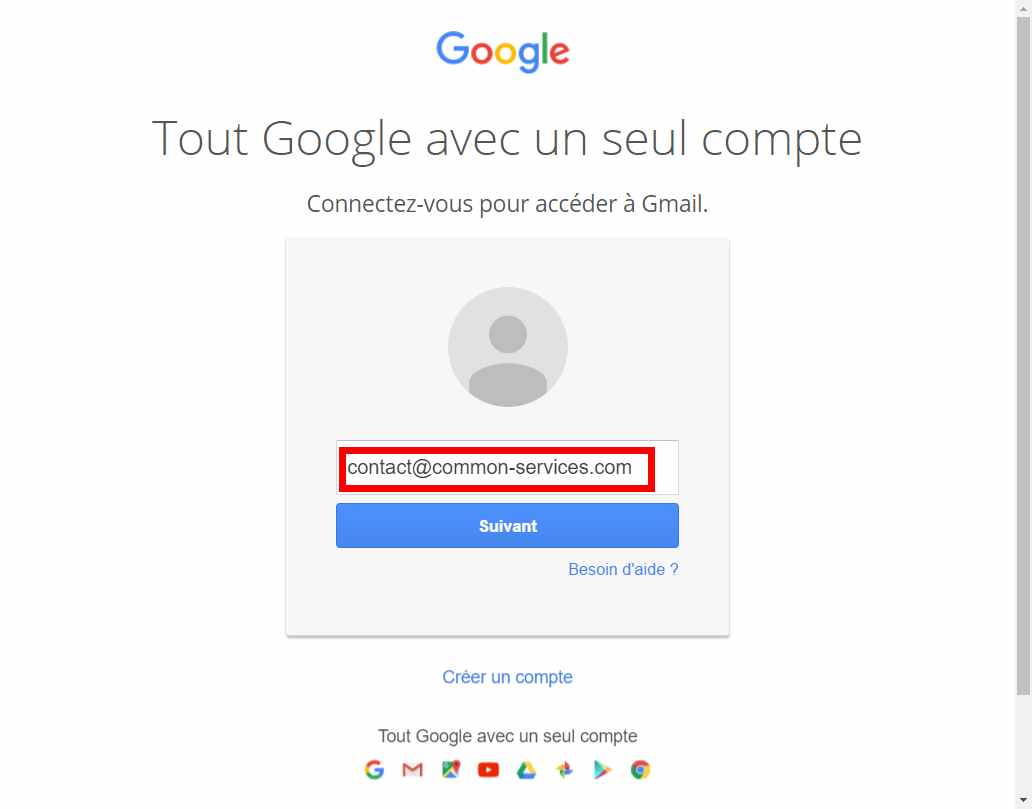 Google
Tout Google avec un seul compte
Connectez-vous pour accéder à Gmail.
contact@common-services.com
Suivant
Besoin d'aide ?
Créer un compte
Tout Google avec un seul compte